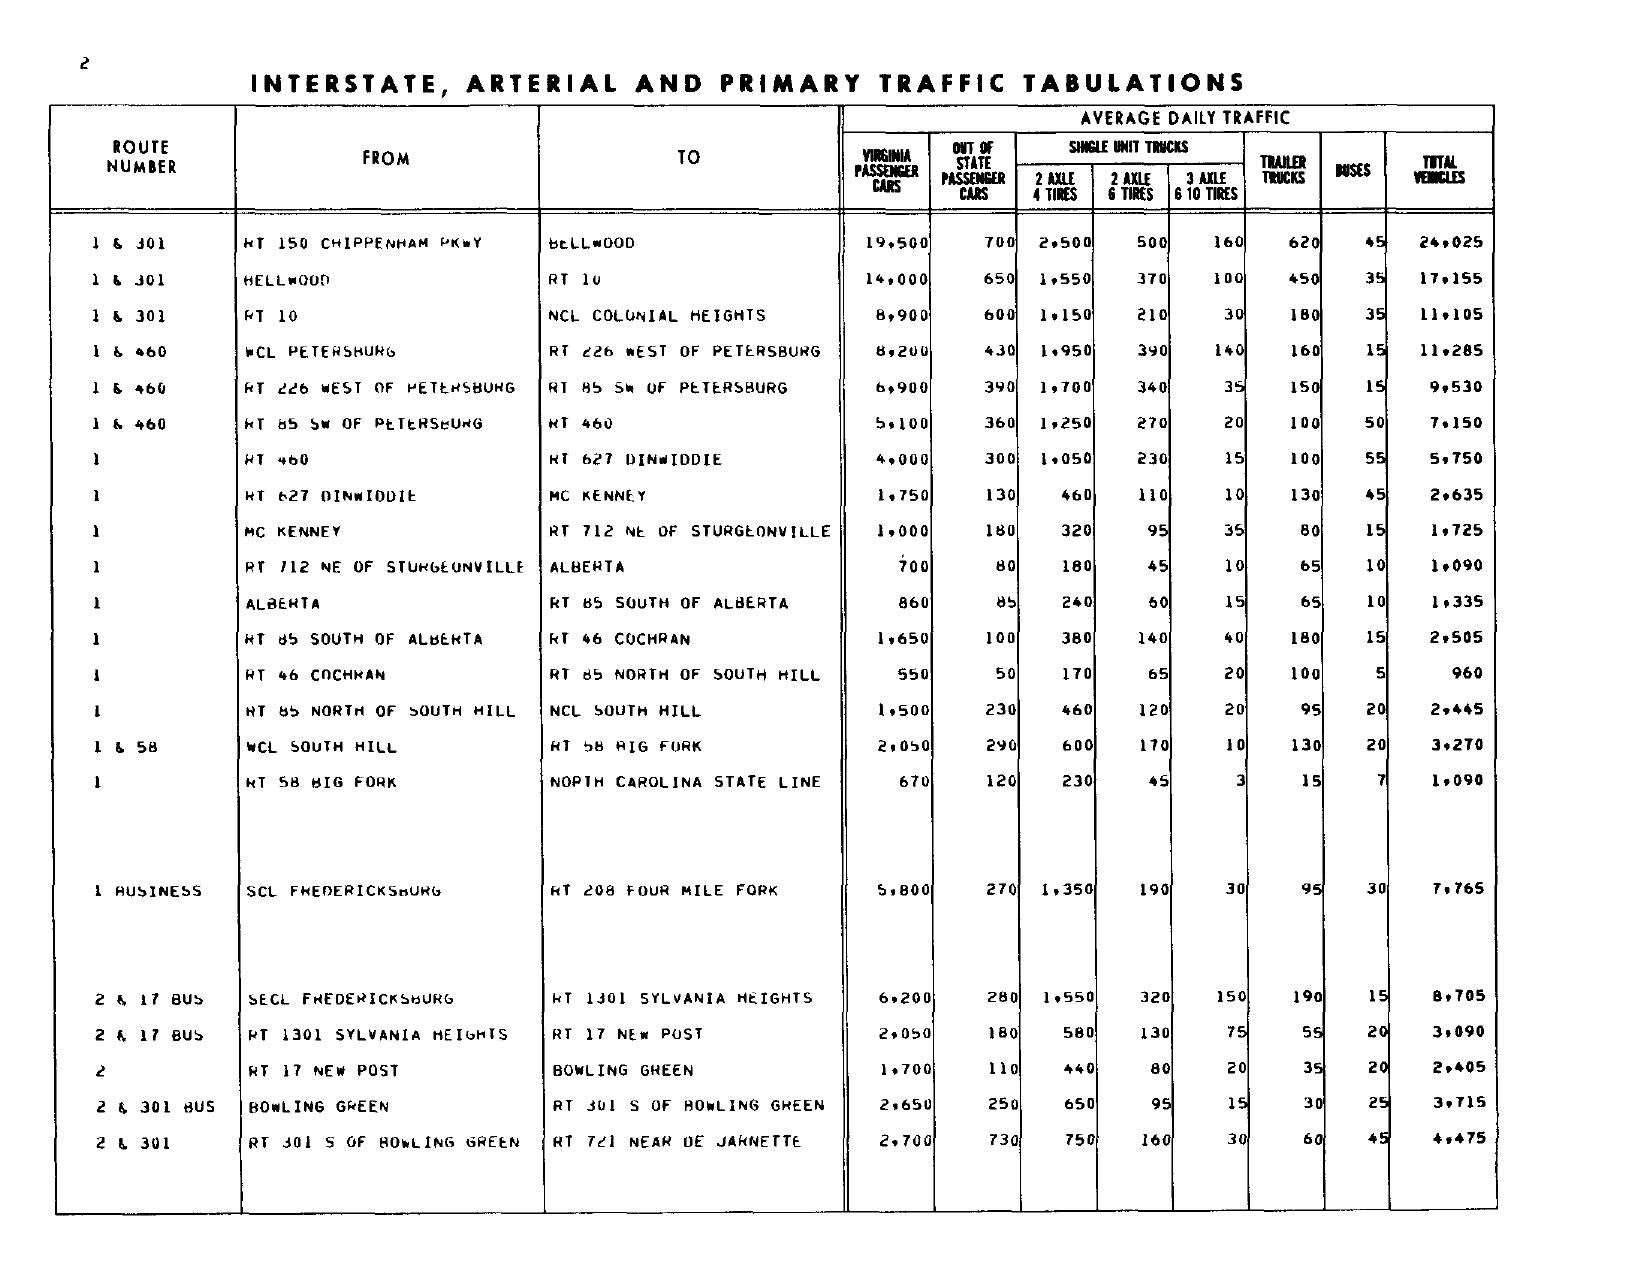 2
INTERSTATE, ARTERIAL AND PRIMARY TRAFFIC TABULATIONS
ROUTE NUMBER FROM TO AVERAGE DAILY TRAFFIC
VIRGINIA PASSENGER CARS OUT OF STATE PASSENGER CARS SINGLE UNIT TRUCKS 2 AXLE 4 TIRES 2 AXLE 6 TIRES 3 AXLE 6 10 TIRES TRAILER TRUCKS BUSES TOTAL VEHICLES
1 & 301 RT 150 CHIPPENHAM PKWY BELLWOOD 19,500 700 2,500 500 160 620 45 24,025
1 & 301 BELLWOOD RT 10 14,000 650 1,550 370 100 450 35 17,155
1 & 301 RT 10 NCL COLONIAL HEIGHTS 8,900 600 1,150 210 30 180 35 11,105
1 & 460 WCL PETERSBURG RT 226 WEST OF PETERSBURG 8,200 430 1,950 390 140 160 15 11,285
1 & 460 RT 226 WEST OF PETERSBURG RT 85 SW OF PETERSBURG 6,900 390 1,700 340 35 150 15 9,530
1 & 460 RT 85 SW OF PETERSBURG RT 460 5,100 360 1,250 270 20 100 50 7,150
1 RT 460 RT 627 DINWIDDIE 4,000 300 1,050 230 15 100 55 5,750
1 RT 627 DINWIDDIE MC KENNEY 1,750 130 460 110 10 130 45 2,635
1 MC KENNEY RT 712 NE OF STURGEONVILLE 1,000 180 320 95 35 80 15 1,725
1 RT 712 NE OF STURGEONVILLE ALBERTA 700 80 180 45 10 65 10 1,090
1 ALBERTA RT 85 SOUTH OF ALBERTA 860 85 240 60 15 65 10 1,335
1 RT 85 SOUTH OF ALBERTA RT 46 COCHRAN 1,650 100 380 140 40 180 15 2,505
1 RT 46 COCHRAN RT 85 NORTH OF SOUTH HILL 550 50 170 65 20 100 5 960
1 RT 85 NORTH OF SOUTH HILL NCL SOUTH HILL 1,500 230 460 120 20 95 20 2,445
1 & 58 WCL SOUTH HILL RT 58 BIG FORK 2,050 290 600 170 10 130 20 3,270
1 RT 58 BIG FORK NORTH CAROLINA STATE LINE 670 120 230 45 3 15 7 1,090
1 BUSINESS SCL FREDERICKSBURG RT 208 FOUR MILE FORK 5,800 270 1,350 190 30 95 30 7,765
2 & 17 BUS SECL FREDERICKSBURG RT 1301 SYLVANIA HEIGHTS 6,200 280 1,550 320 150 190 15 8,705
2 & 17 BUS RT 1301 SYLVANIA HEIGHTS RT 17 NEW POST 2,050 180 580 130 75 55 20 3,090
2 RT 17 NEW POST BOWLING GREEN 1,700 110 440 80 20 35 20 2,405
2 & 301 BUS BOWLING GREEN RT 301 S OF BOWLING GREEN 2,650 250 650 95 15 30 25 3,715
2 & 301 RT 301 S OF BOWLING GREEN RT 721 NEAR DE JARNETTE 2,700 730 750 160 30 60 45 4,475